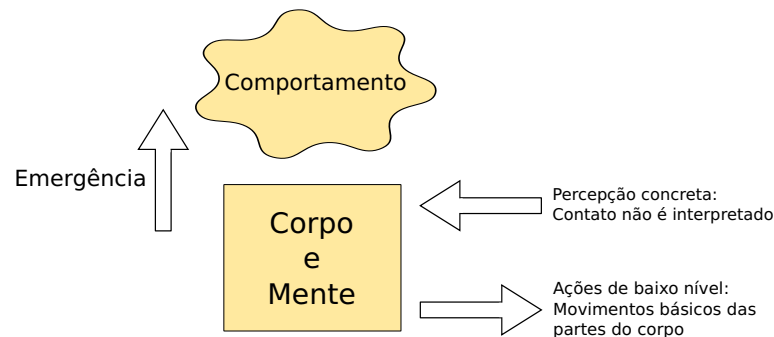 Comportamento
Emergência
Corpo
e
Mente
Percepção concreta:
Contato não é interpretado
Ações de baixo nível:
Movimentos básicos das
partes do corpo